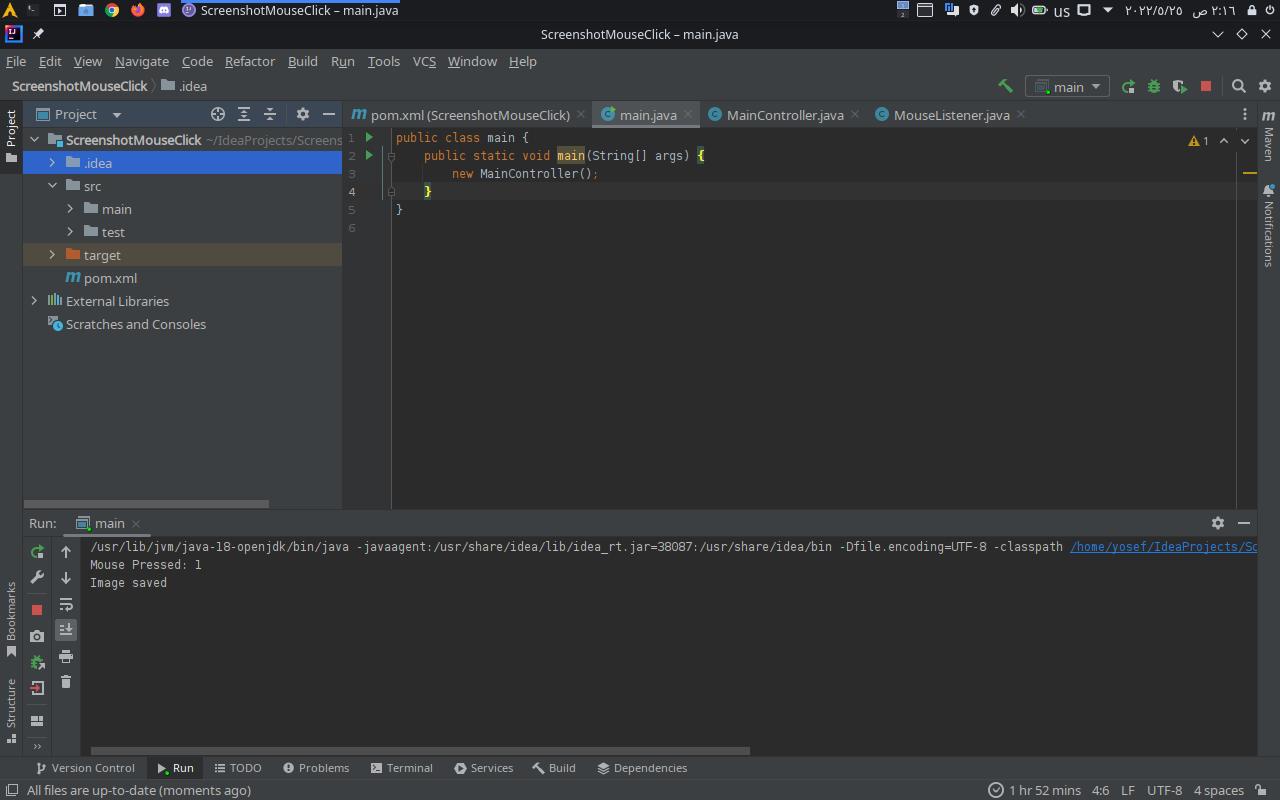 ScreenshotMouseClick – main.java
us
٢٠٢٢/٥/٢٥ ٢:١٦ ص
ScreenshotMouseClick – main.java
File Edit View Navigate Code Refactor Build Run Tools VCS Window Help
ScreenshotMouseClick .idea
main
Project
pom.xml (ScreenshotMouseClick) main.java MainController.java MouseListener.java
Project
Maven
Notifications
Bookmarks
Structure
ScreenshotMouseClick ~/IdeaProjects/Screens
.idea
src
main
test
target
pom.xml
External Libraries
Scratches and Consoles
1 public class main {
2 public static void main(String[] args) {
3 new MainController();
4 }
5 }
6
1
Run: main
/usr/lib/jvm/java-18-openjdk/bin/java -javaagent:/usr/share/idea/lib/idea_rt.jar=38087:/usr/share/idea/bin -Dfile.encoding=UTF-8 -classpath /home/yosef/IdeaProjects/Sc
Mouse Pressed: 1
Image saved
Version Control Run TODO Problems Terminal Services Build Dependencies
All files are up-to-date (moments ago)
1 hr 52 mins 4:6 LF UTF-8 4 spaces